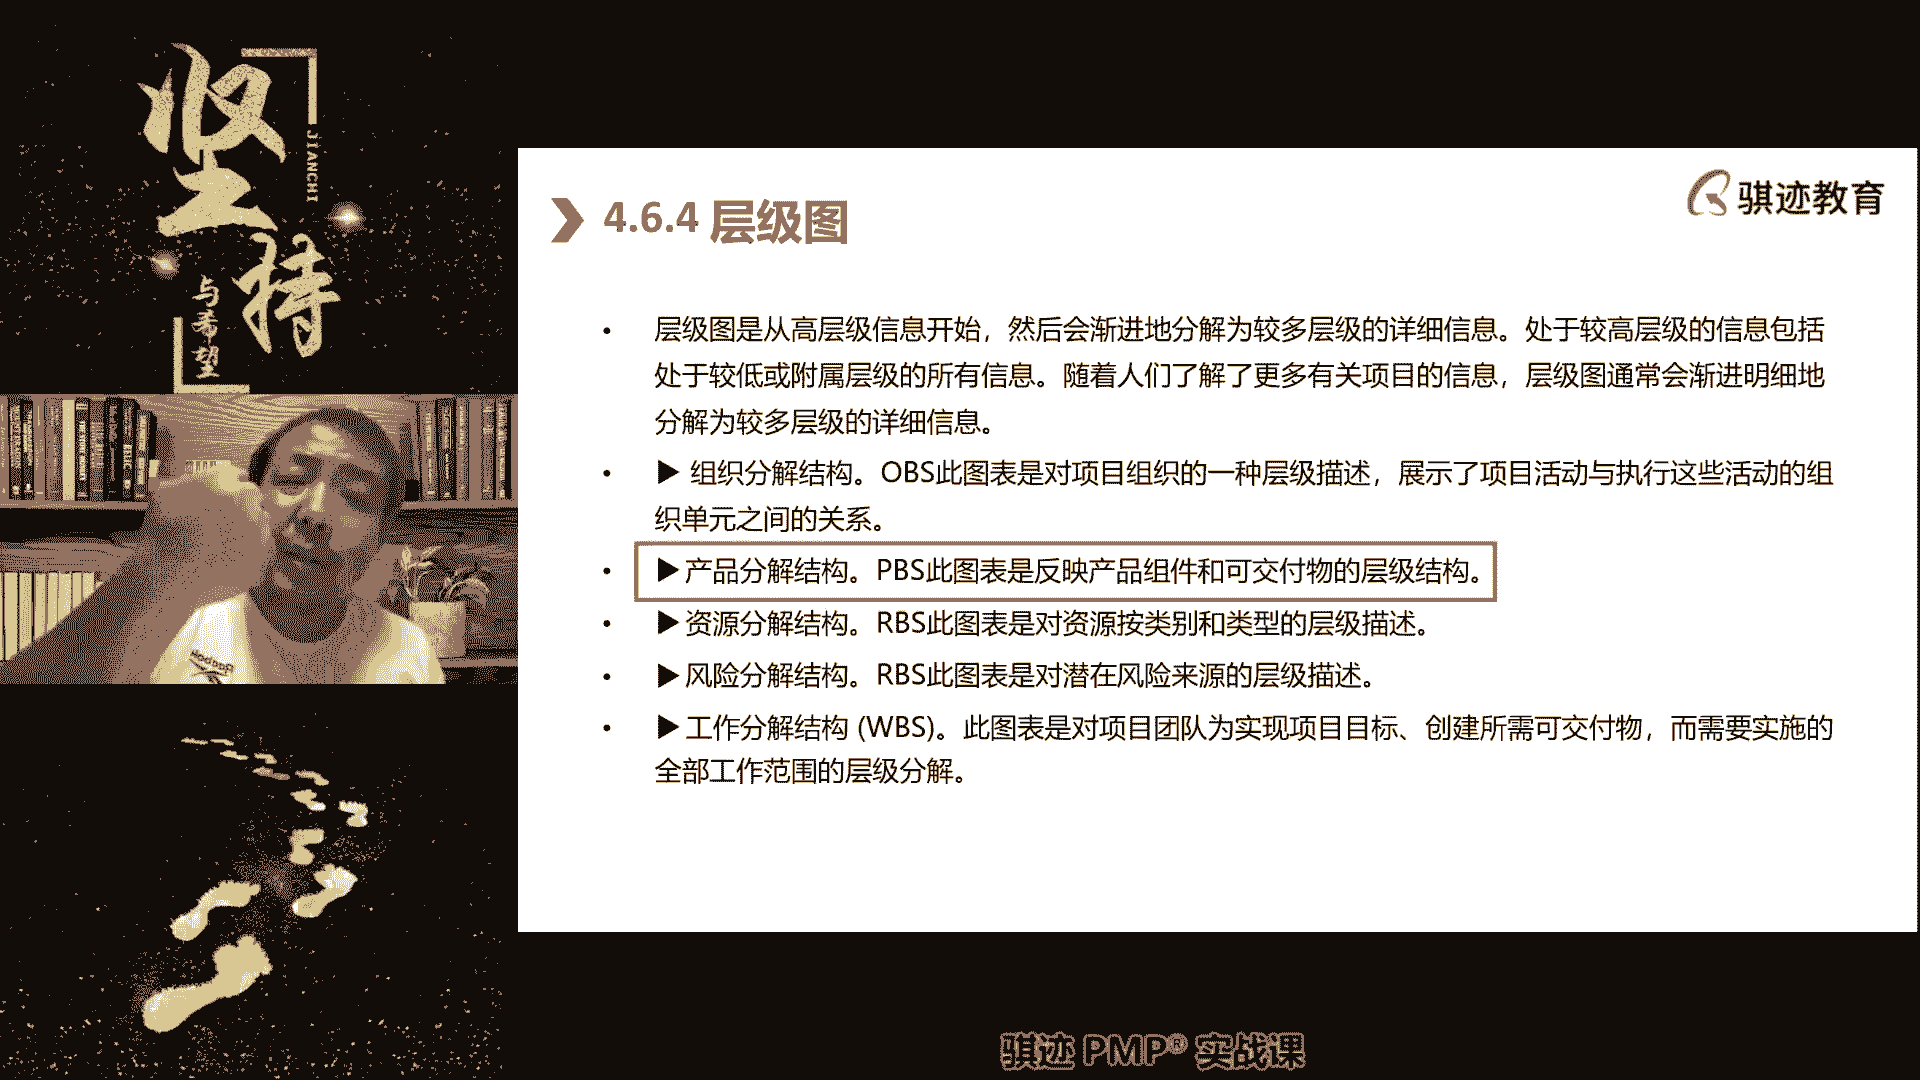 坚持
JIANCHI
与希望
骐迹教育
4.6.4 层级图
• 层级图是从高层级信息开始，然后会渐进地分解为较多层级的详细信息。处于较高层级的信息包括
处于较低或附属层级的所有信息。随着人们了解了更多有关项目的信息，层级图通常会渐进明细地
分解为较多层级的详细信息。
• ▶ 组织分解结构。OBS此图表是对项目组织的一种层级描述，展示了项目活动与执行这些活动的组
织单元之间的关系。
• ▶产品分解结构。PBS此图表是反映产品组件和可交付物的层级结构。
• ▶资源分解结构。RBS此图表是对资源按类别和类型的层级描述。
• ▶风险分解结构。RBS此图表是对潜在风险来源的层级描述。
• ▶工作分解结构 (WBS)。此图表是对项目团队为实现项目目标、创建所需可交付物，而需要实施的
全部工作范围的层级分解。
骐迹 PMP® 实战课